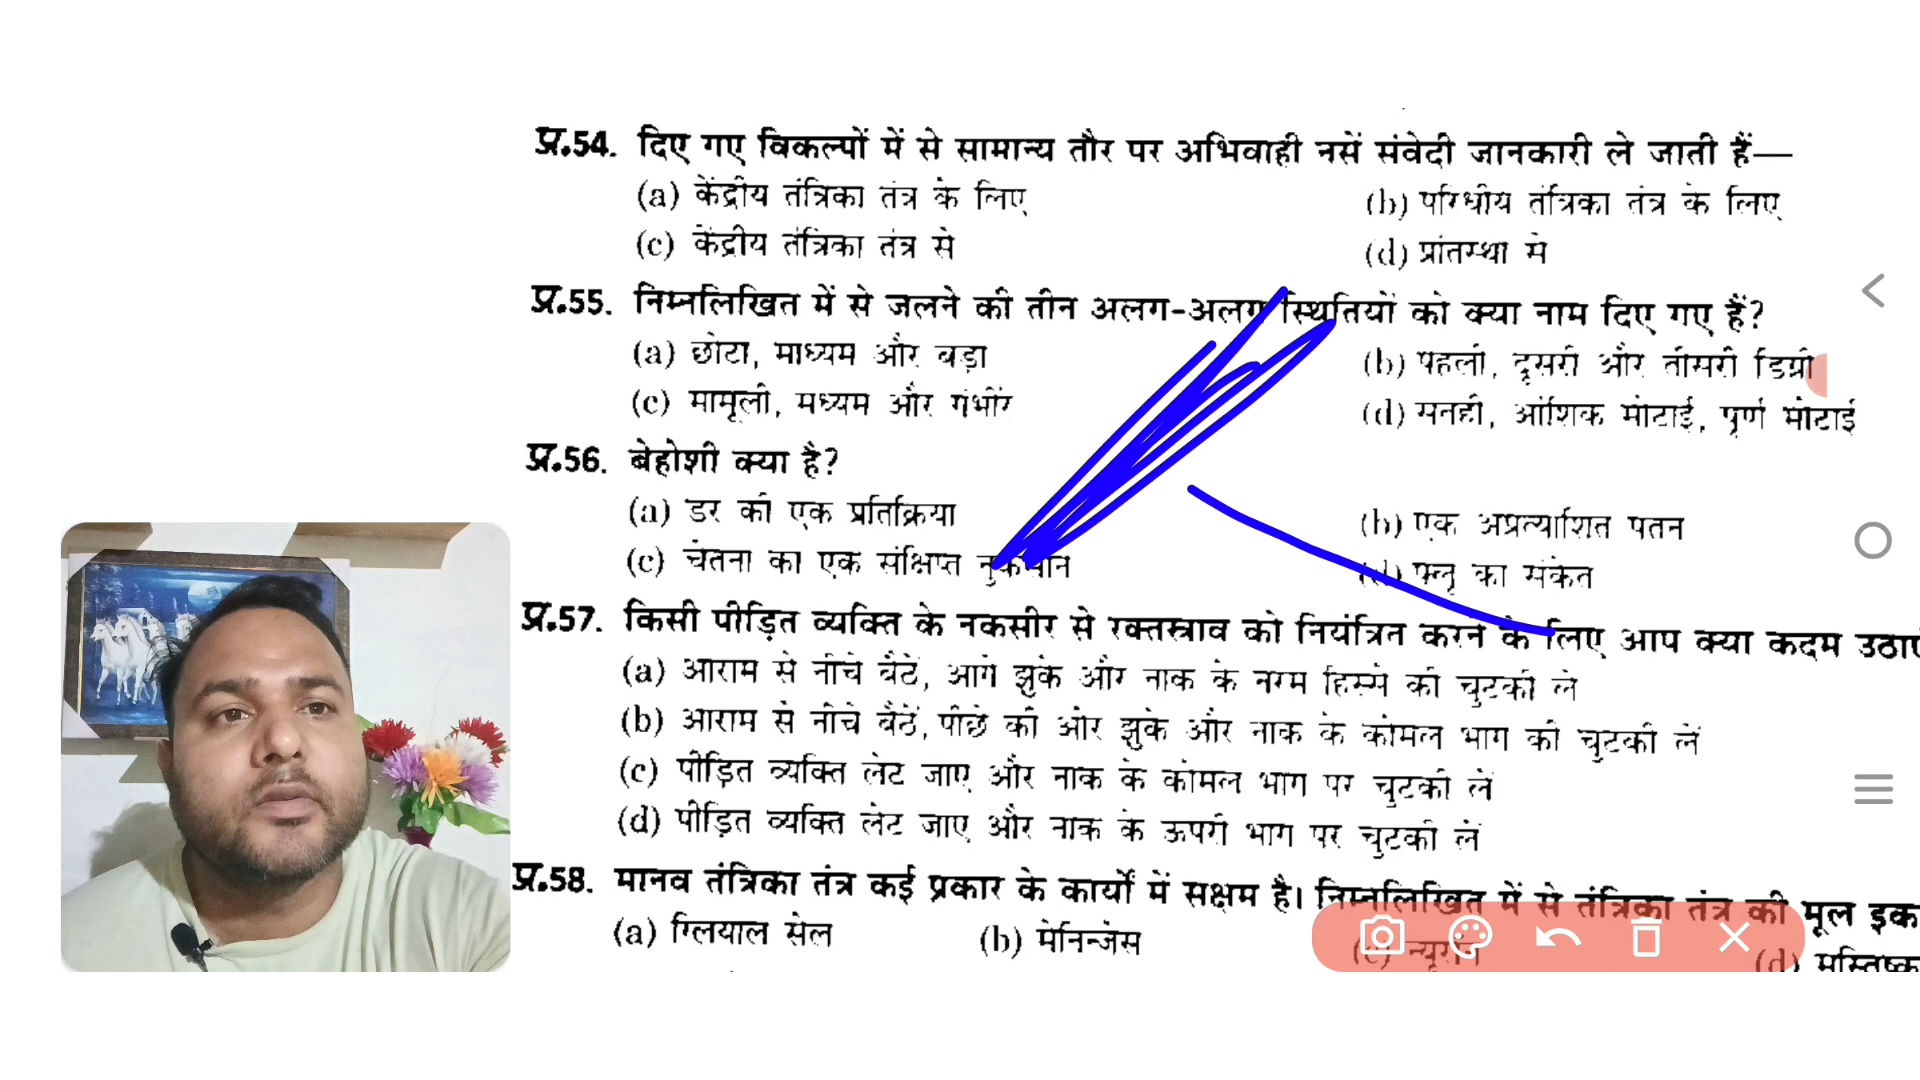 प्र.54. दिए गए विकल्पों में से सामान्य तौर पर अभिवाही नसें संवेदी जानकारी ले जाती हैं—
(a) केंद्रीय तंत्रिका तंत्र के लिए (b) परिधीय तंत्रिका तंत्र के लिए
(c) केंद्रीय तंत्रिका तंत्र से (d) प्रांतस्था से
प्र.55. निम्नलिखित में से जलने की तीन अलग-अलग स्थितियों को क्या नाम दिए गए हैं?
(a) छोटा, माध्यम और बड़ा (b) पहली, दूसरी और तीसरी डिग्री
(c) मामूली, मध्यम और गंभीर (d) सतही, आंशिक मोटाई, पूर्ण मोटाई
प्र.56. बेहोशी क्या है?
(a) डर की एक प्रतिक्रिया (b) एक अप्रत्याशित पतन
(c) चेतना का एक संक्षिप्त नुकसान (d) फ्लू का संकेत
प्र.57. किसी पीड़ित व्यक्ति के नकसीर से रक्तस्त्राव को नियंत्रित करने के लिए आप क्या कदम
(a) आराम से नीचे बैठें, आगे झुके और नाक के नरम हिस्से की चुटकी लें
(b) आराम से नीचे बैठें, पीछे की ओर झुके और नाक के कोमल भाग की चुटकी लें
(c) पीड़ित व्यक्ति लेट जाए और नाक के कोमल भाग पर चुटकी लें
(d) पीड़ित व्यक्ति लेट जाए और नाक के ऊपरी भाग पर चुटकी लें
प्र.58. मानव तंत्रिका तंत्र कई प्रकार के कार्यों में सक्षम है। निम्नलिखित में से तंत्रिका तंत्र की मूल इक
(a) ग्लियाल सेल (b) मेनिन्जेस (c) न्यूरॉन (d) मस्तिष्क